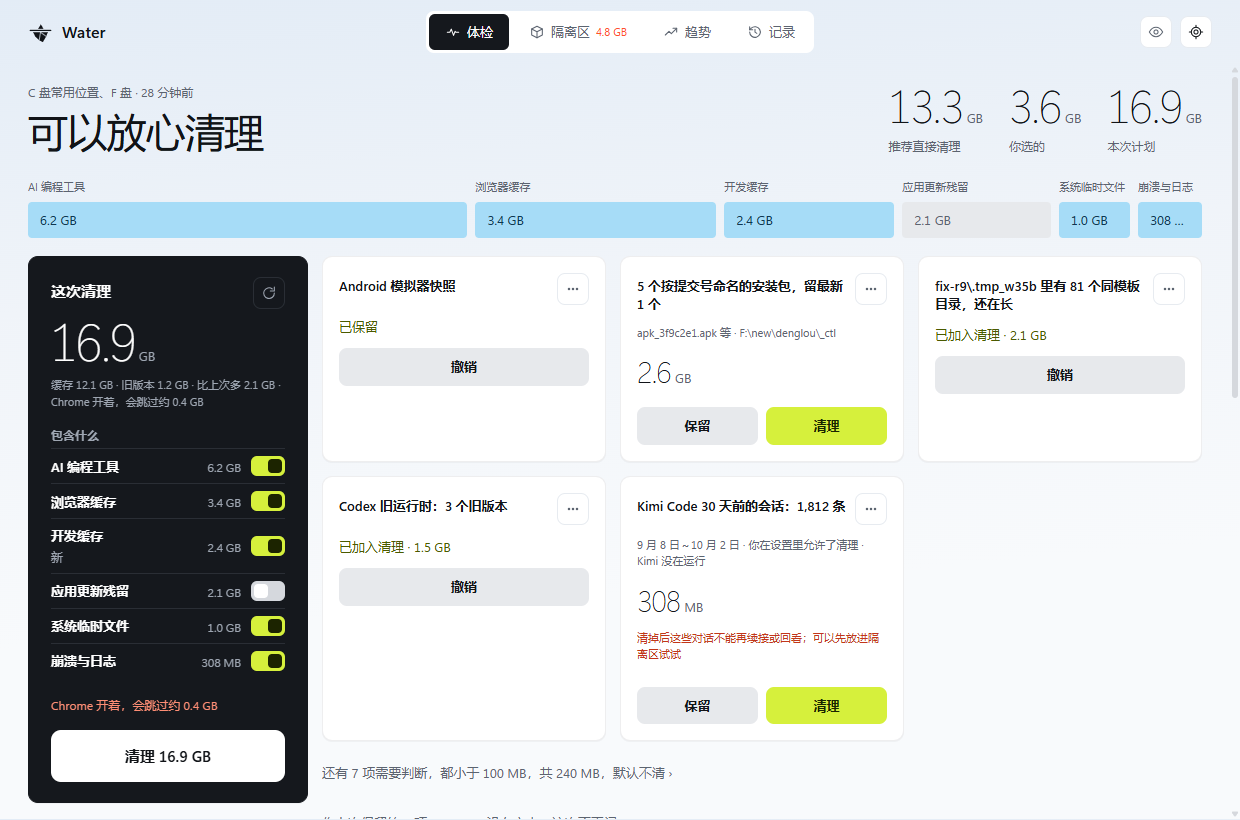 Water
体检
隔离区 4.8 GB
趋势
记录
C 盘常用位置、F 盘 · 28 分钟前
可以放心清理
13.3 GB
推荐直接清理
3.6 GB
你选的
16.9 GB
本次计划
AI 编程工具
6.2 GB
浏览器缓存
3.4 GB
开发缓存
2.4 GB
应用更新残留
2.1 GB
系统临时文件
1.0 GB
崩溃与日志
308 ...
这次清理
16.9 GB
缓存 12.1 GB · 旧版本 1.2 GB · 比上次多 2.1 GB ·
Chrome 开着，会跳过约 0.4 GB
包含什么
AI 编程工具 6.2 GB
浏览器缓存 3.4 GB
开发缓存
新
2.4 GB
应用更新残留 2.1 GB
系统临时文件 1.0 GB
崩溃与日志 308 MB
Chrome 开着，会跳过约 0.4 GB
清理 16.9 GB
Android 模拟器快照
已保留
撤销
5 个按提交号命名的安装包，留最新
1 个
apk_3f9c2e1.apk 等 · F:\new\denglou\_ctl
2.6 GB
保留
清理
fix-r9\.tmp_w35b 里有 81 个同模板
目录，还在长
已加入清理 · 2.1 GB
撤销
Codex 旧运行时：3 个旧版本
已加入清理 · 1.5 GB
撤销
Kimi Code 30 天前的会话：1,812 条
9 月 8 日~10 月 2 日 · 你在设置里允许了清理 ·
Kimi 没在运行
308 MB
清掉后这些对话不能再续接或回看；可以先放进隔
离区试试
保留
清理
还有 7 项需要判断，都小于 100 MB，共 240 MB，默认不清 ›